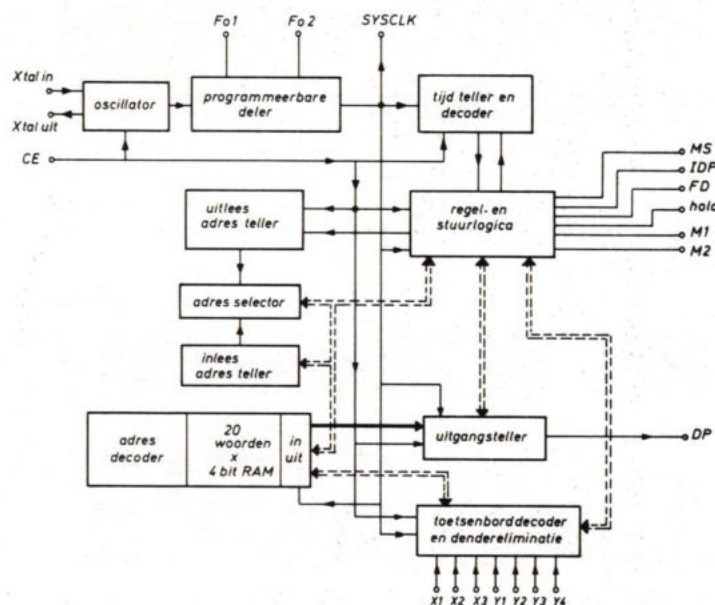 Fo1
Fo2
SYSCLK
Xtal in
Xtal uit
CE
oscillator
programmeerbare
deler
tijd teller en
decoder
MS
IDP
FD
hold
M1
M2
uitlees
adres teller
regel- en
stuurlogica
adres selector
inlees
adres teller
adres
decoder
20
woorden
x
4 bit RAM
in
uit
uitgangsteller
DP
toetsenborddecoder
en dendereliminatie
X1 X2 X3 Y1 Y2 Y3 Y4